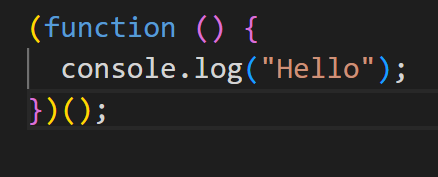 (function () {
  console.log("Hello");
})();